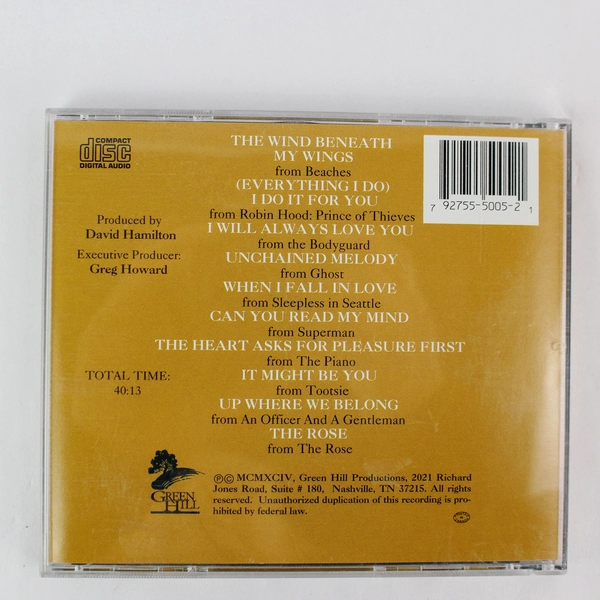 COMPACT
disc
DIGITAL AUDIO
THE WIND BENEATH
MY WINGS
from Beaches
(EVERYTHING I DO)
I DO IT FOR YOU
from Robin Hood: Prince of Thieves
I WILL ALWAYS LOVE YOU
from the Bodyguard
UNCHAINED MELODY
from Ghost
WHEN I FALL IN LOVE
from Sleepless in Seattle
CAN YOU READ MY MIND
from Superman
THE HEART ASKS FOR PLEASURE FIRST
from The Piano
IT MIGHT BE YOU
from Tootsie
UP WHERE WE BELONG
from An Officer And A Gentleman
THE ROSE
from The Rose
7 92755-5005-2 1
Produced by
David Hamilton
Executive Producer:
Greg Howard
TOTAL TIME:
40:13
GREEN
HILL
ⓅⒸ MCMXCIV, Green Hill Productions, 2021 Richard
Jones Road, Suite # 180, Nashville, TN 37215. All rights
reserved. Unauthorized duplication of this recording is pro-
hibited by federal law.